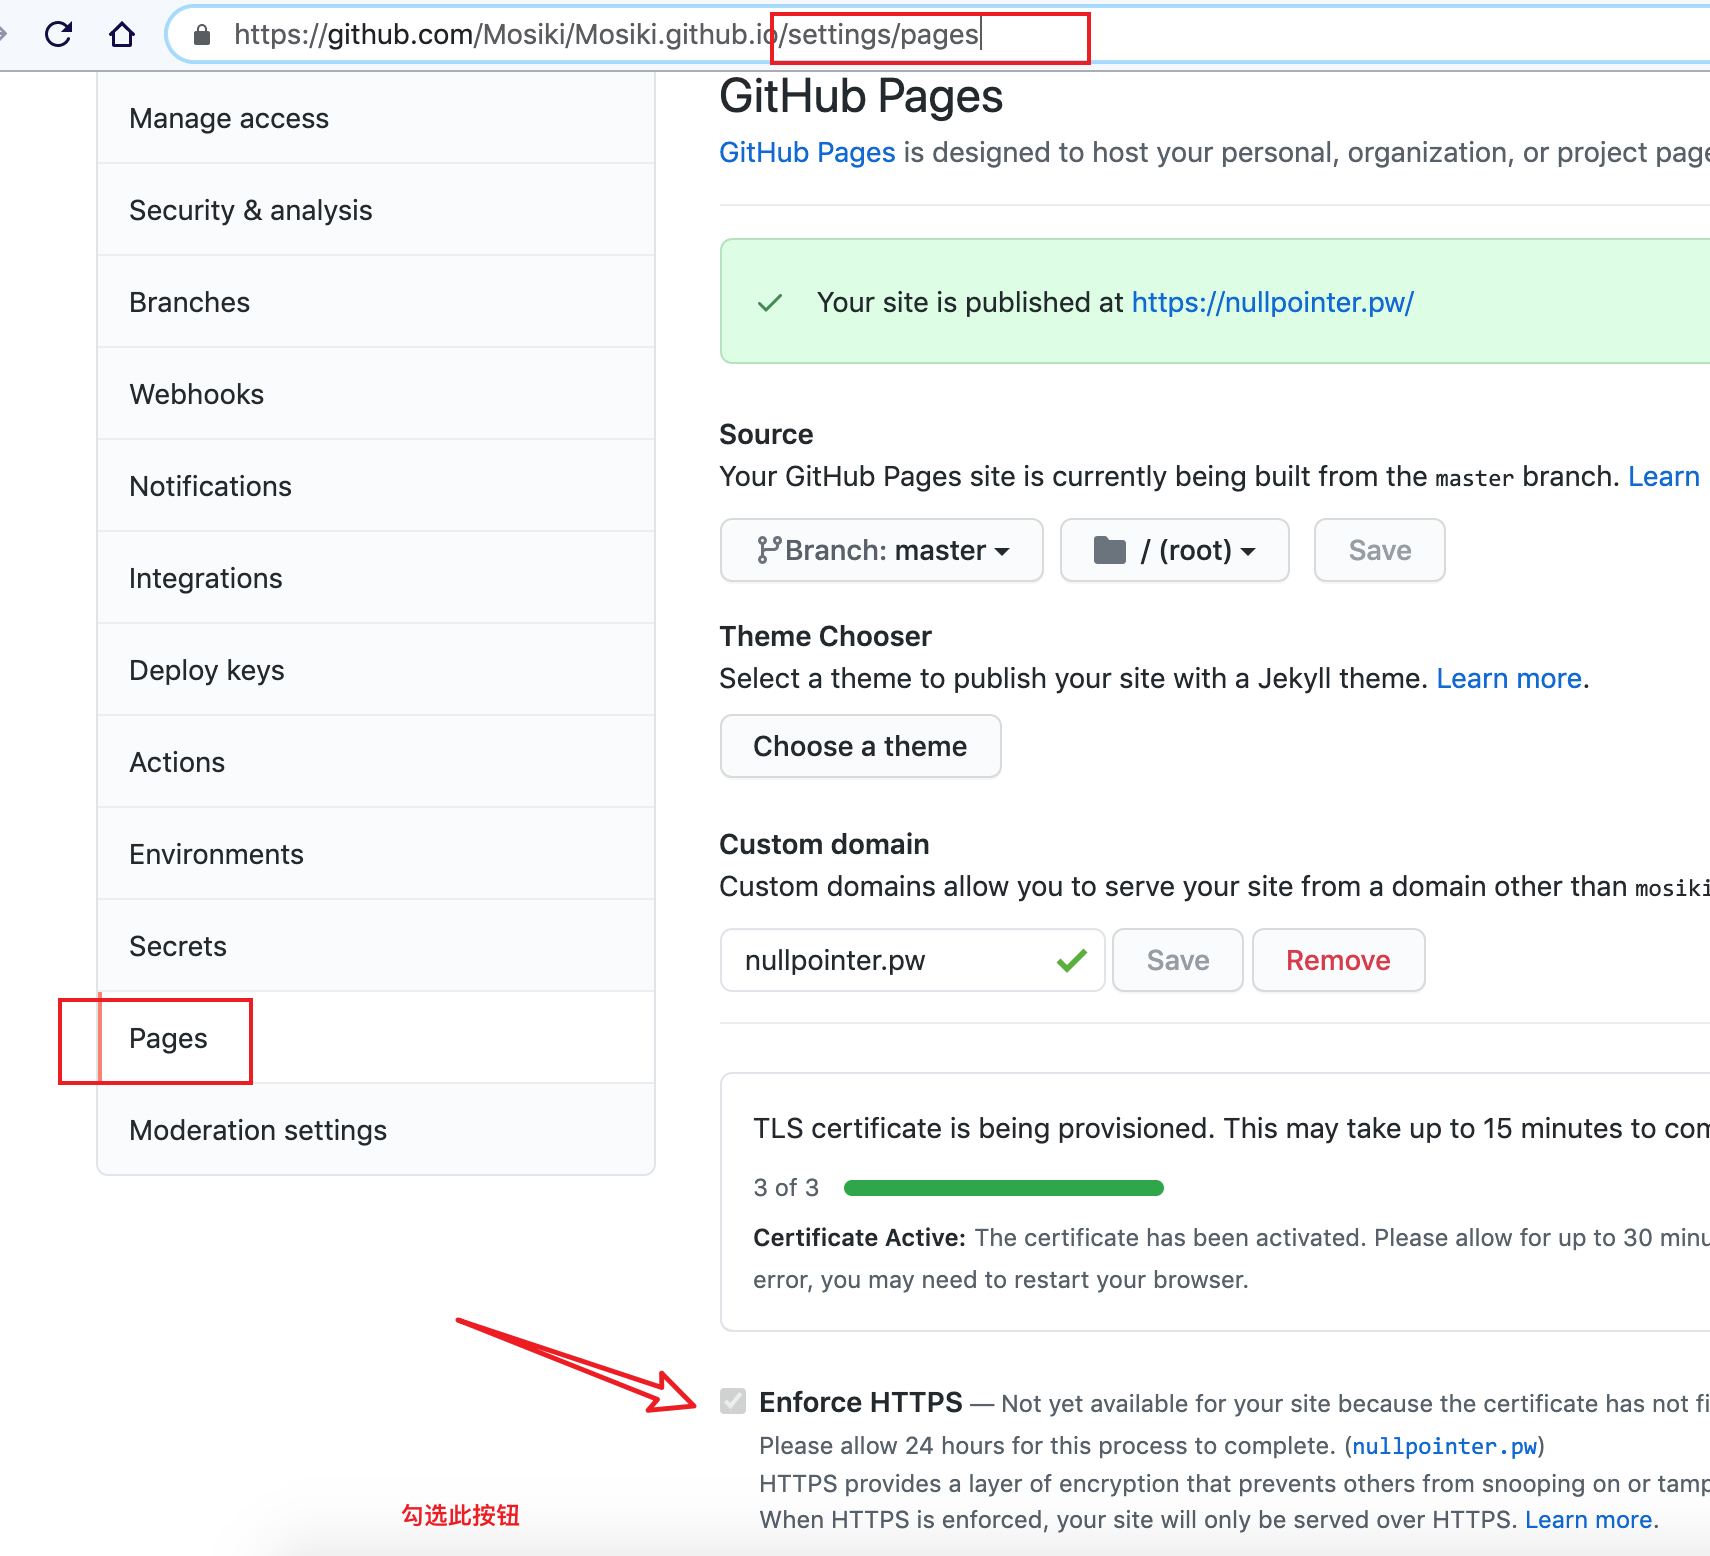 https://github.com/Mosiki/Mosiki.github.io/settings/pages
Manage access
Security & analysis
Branches
Webhooks
Notifications
Integrations
Deploy keys
Actions
Environments
Secrets
Pages
Moderation settings
GitHub Pages
GitHub Pages is designed to host your personal, organization, or project page
Your site is published at https://nullpointer.pw/
Source
Your GitHub Pages site is currently being built from the master branch. Learn
Branch: master
/ (root)
Save
Theme Chooser
Select a theme to publish your site with a Jekyll theme. Learn more.
Choose a theme
Custom domain
Custom domains allow you to serve your site from a domain other than mosiki
nullpointer.pw
Save
Remove
TLS certificate is being provisioned. This may take up to 15 minutes to com
3 of 3
Certificate Active: The certificate has been activated. Please allow for up to 30 minu
error, you may need to restart your browser.
Enforce HTTPS — Not yet available for your site because the certificate has not fi
Please allow 24 hours for this process to complete. (nullpointer.pw)
HTTPS provides a layer of encryption that prevents others from snooping on or tamp
When HTTPS is enforced, your site will only be served over HTTPS. Learn more.
勾选此按钮